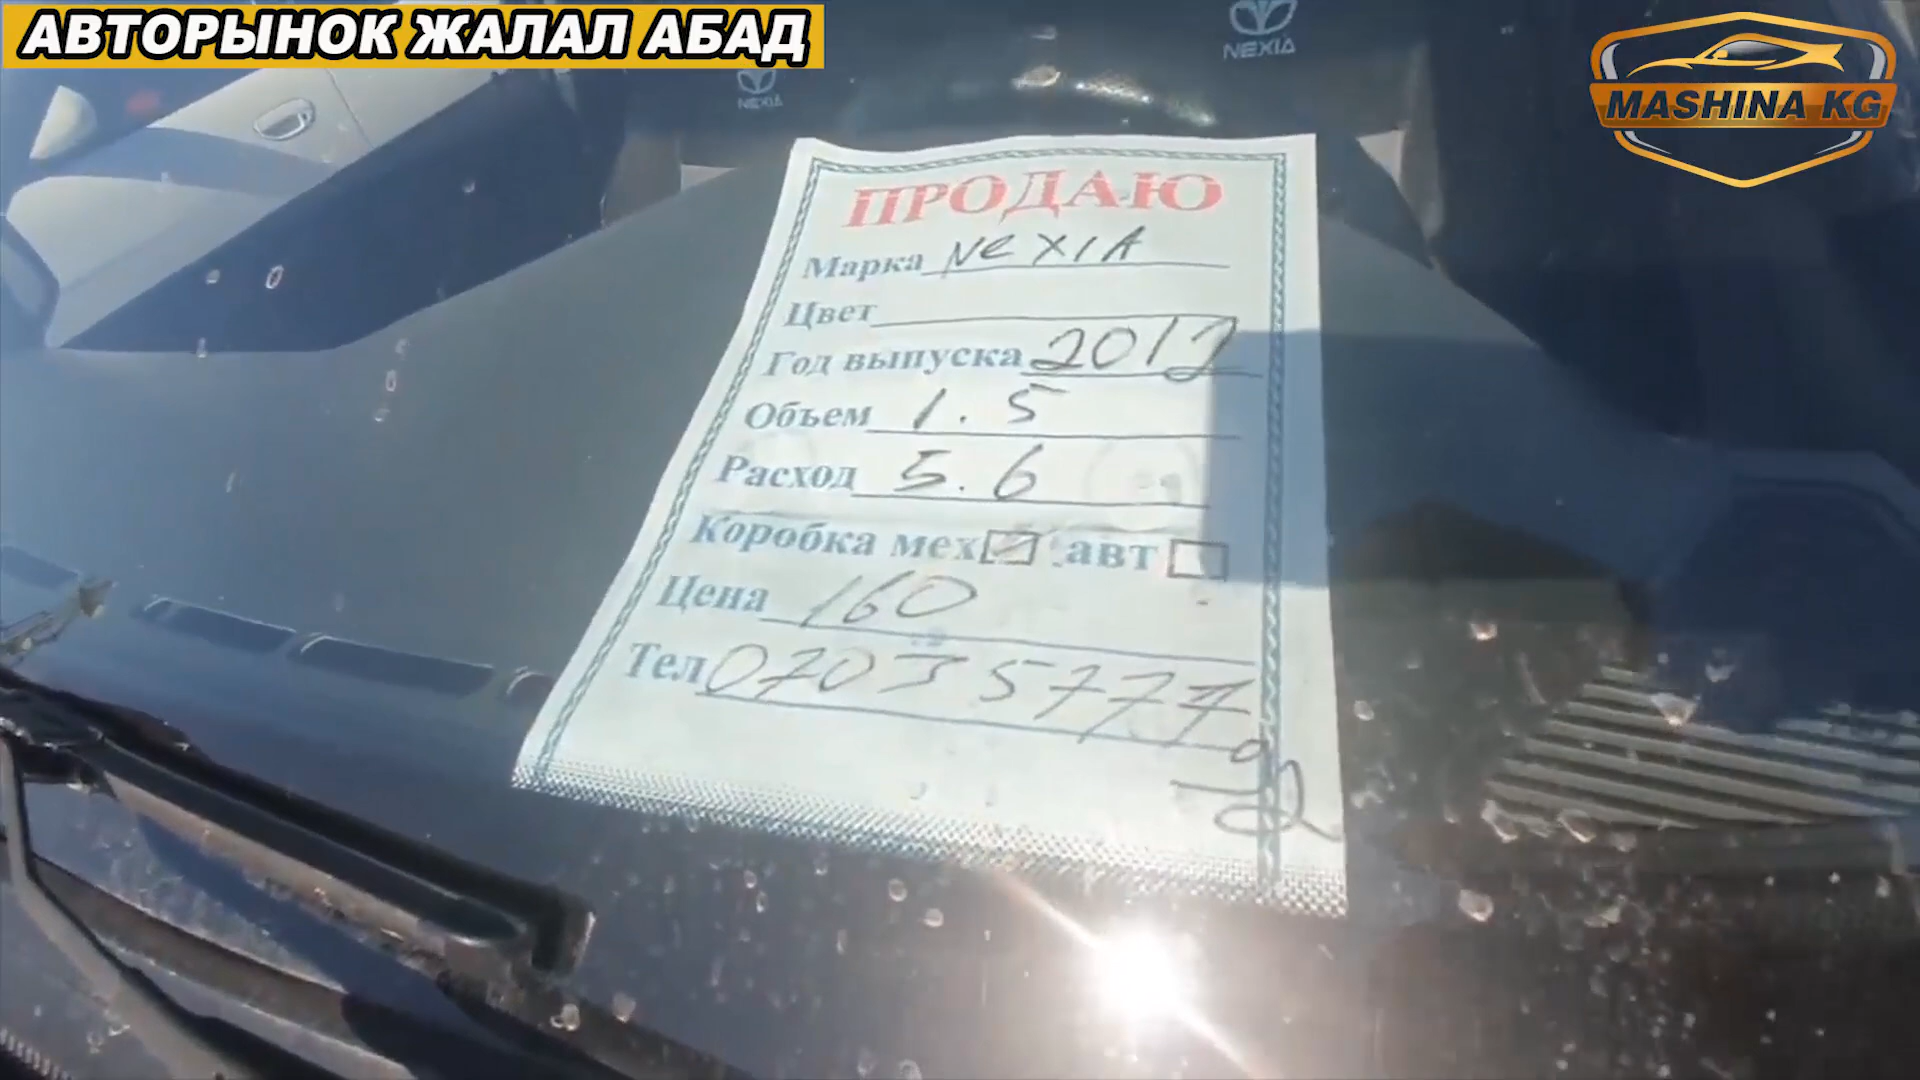 АВТОРЫНОК ЖАЛАЛ АБАД
NEXIA
NEXIA
MASHINA KG
ПРОДАЮ
Марка NEXIA
Цвет
Год выпуска 2012
Объем 1.5
Расход 5.6
Коробка мех авт
Цена 160
Тел 07035777